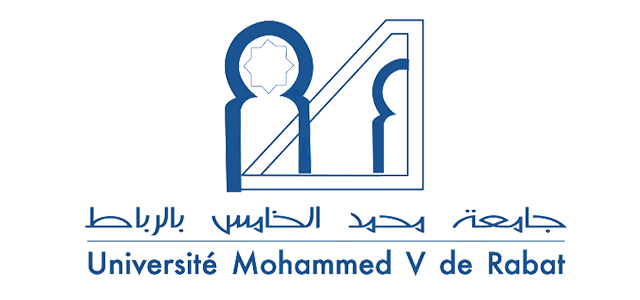 جامعة محمد الخامس بالرباط
Université Mohammed V de Rabat